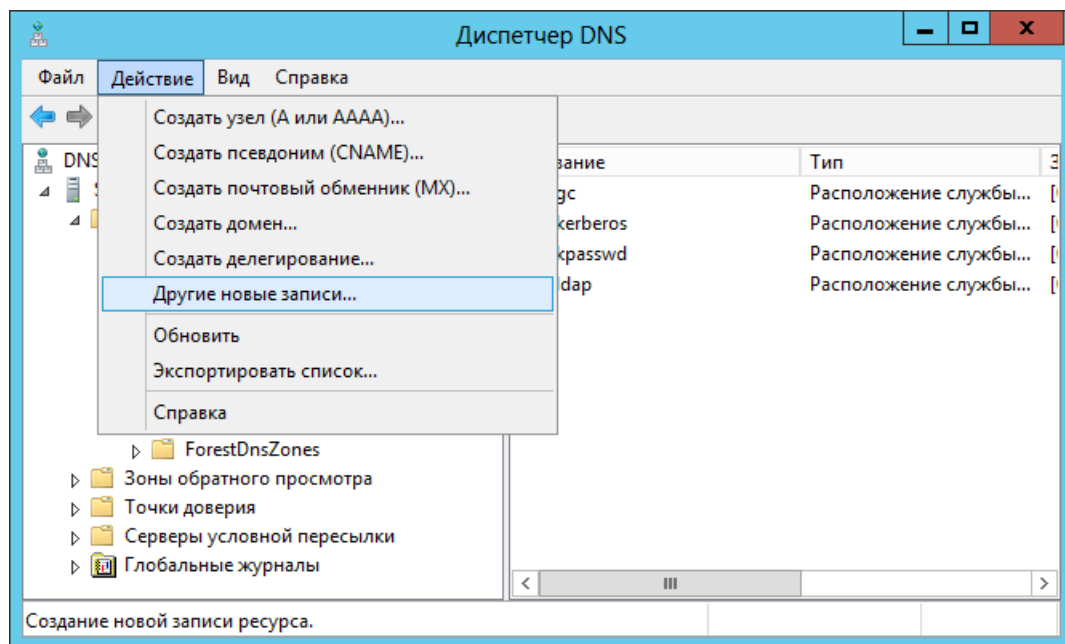 Диспетчер DNS
Файл Действие Вид Справка
Создать узел (A или AAAA)...
Создать псевдоним (CNAME)...
Создать почтовый обменник (MX)...
Создать домен...
Создать делегирование...
Другие новые записи...
Обновить
Экспортировать список...
Справка
DNS
ForestDnsZones
Зоны обратного просмотра
Точки доверия
Серверы условной пересылки
Глобальные журналы
вание Тип
gc Расположение службы... [
kerberos Расположение службы... [
kpasswd Расположение службы... [
ldap Расположение службы... [
Создание новой записи ресурса.